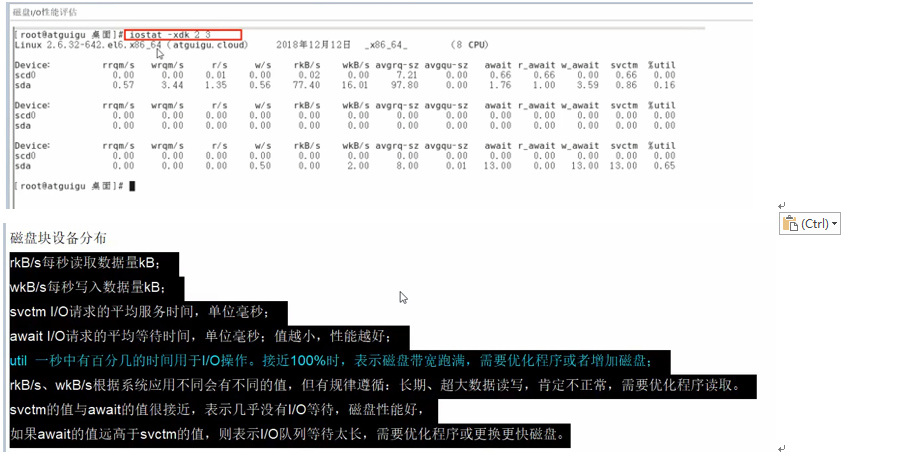 磁盘I/O性能评估
[root@atguigu 桌面]# iostat -xdk 2 3
Linux 2.6.32-642.el6.x86_64 (atguigu.cloud) 2018年12月12日 _x86_64_ (8 CPU)
Device: rrqm/s wrqm/s r/s w/s rkB/s wkB/s avgrq-sz avgqu-sz await r_await w_await svctm %util
scd0 0.00 0.00 0.01 0.00 0.02 0.00 7.21 0.00 0.66 0.66 0.00 0.66 0.00
sda 0.57 3.44 1.35 0.56 77.40 16.01 97.80 0.00 1.76 1.00 3.59 0.86 0.16
Device: rrqm/s wrqm/s r/s w/s rkB/s wkB/s avgrq-sz avgqu-sz await r_await w_await svctm %util
scd0 0.00 0.00 0.00 0.00 0.00 0.00 0.00 0.00 0.00 0.00 0.00 0.00 0.00
sda 0.00 0.00 0.00 0.00 0.00 0.00 0.00 0.00 0.00 0.00 0.00 0.00 0.00
Device: rrqm/s wrqm/s r/s w/s rkB/s wkB/s avgrq-sz avgqu-sz await r_await w_await svctm %util
scd0 0.00 0.00 0.00 0.00 0.00 0.00 0.00 0.00 0.00 0.00 0.00 0.00 0.00
sda 0.00 0.00 0.00 0.50 0.00 2.00 8.00 0.01 13.00 0.00 13.00 13.00 0.65
[root@atguigu 桌面]#
(Ctrl)
磁盘块设备分布
rkB/s每秒读取数据量kB；
wkB/s每秒写入数据量kB；
svctm I/O请求的平均服务时间，单位毫秒；
await I/O请求的平均等待时间，单位毫秒；值越小，性能越好；
util 一秒中有百分几的时间用于I/O操作。接近100%时，表示磁盘带宽跑满，需要优化程序或者增加磁盘；
rkB/s、wkB/s根据系统应用不同会有不同的值，但有规律遵循：长期、超大数据读写，肯定不正常，需要优化程序读取。
svctm的值与await的值很接近，表示几乎没有I/O等待，磁盘性能好，
如果await的值远高于svctm的值，则表示I/O队列等待太长，需要优化程序或更换更快磁盘。